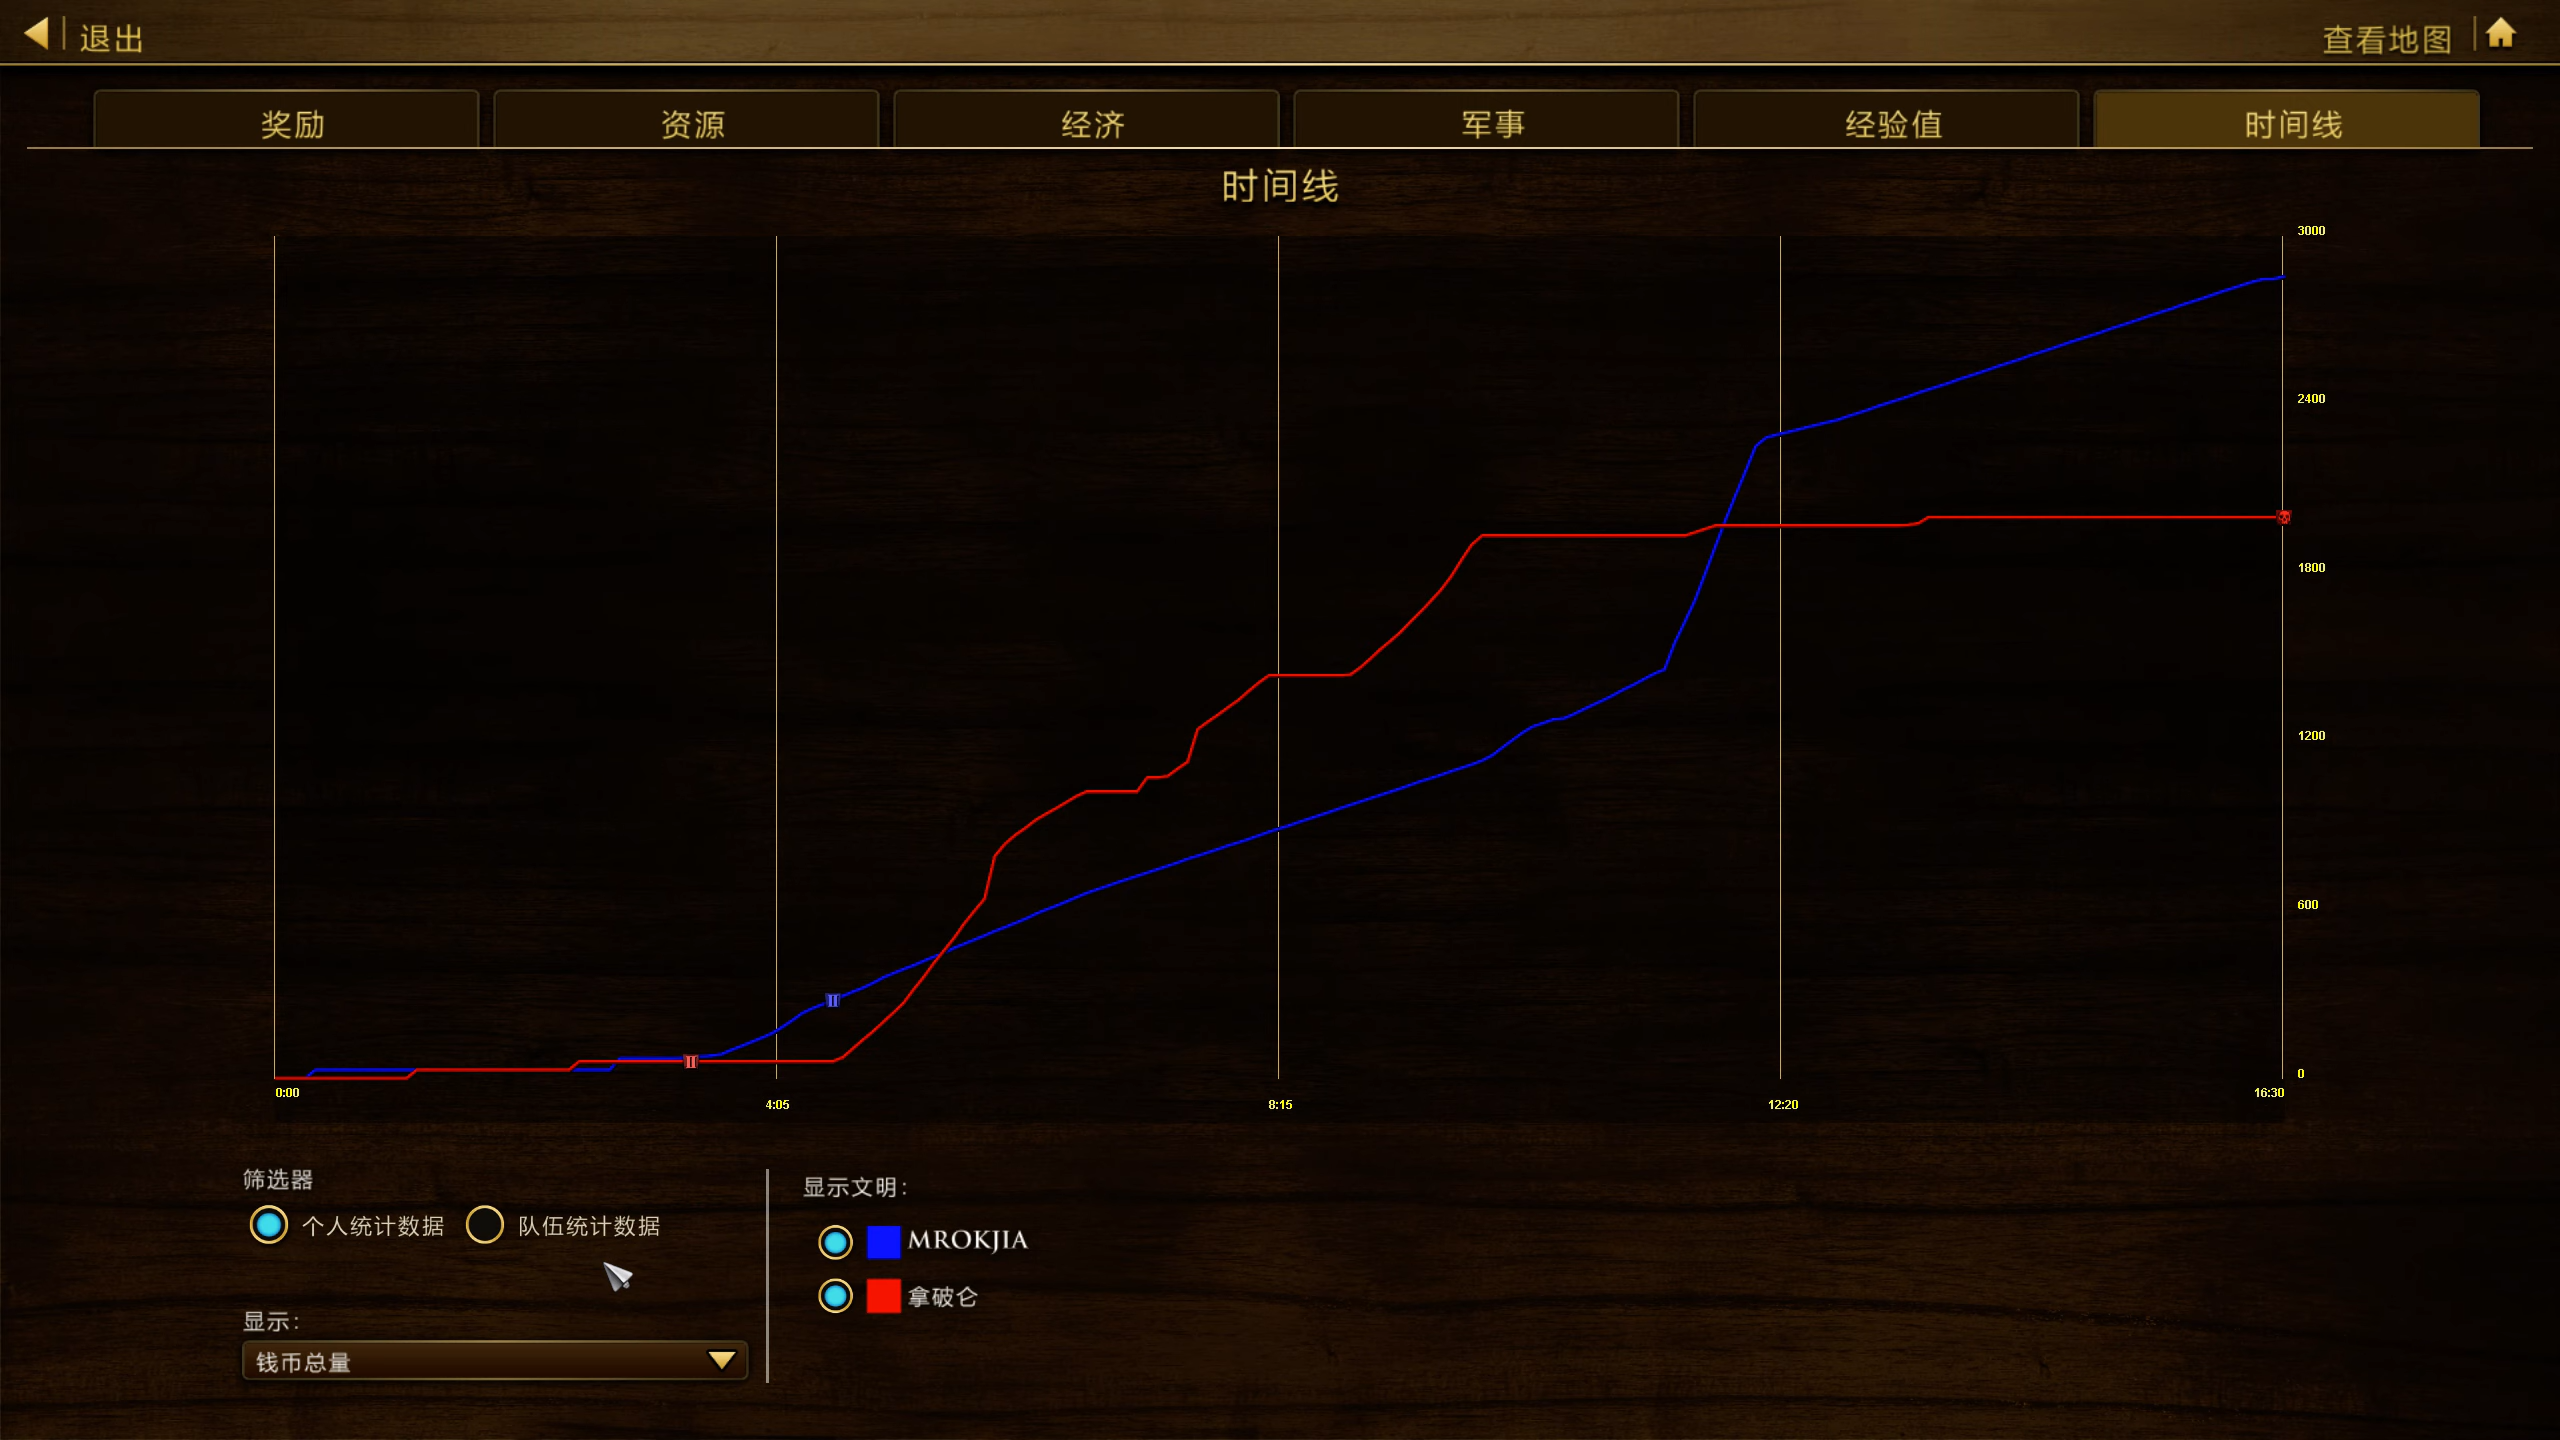 退出
查看地图
奖励
资源
经济
军事
经验值
时间线
时间线
3000
2400
1800
1200
600
0
II
II
0:00
4:05
8:15
12:20
16:30
筛选器
个人统计数据
队伍统计数据
显示:
钱币总量
显示文明:
MROKJIA
拿破仑